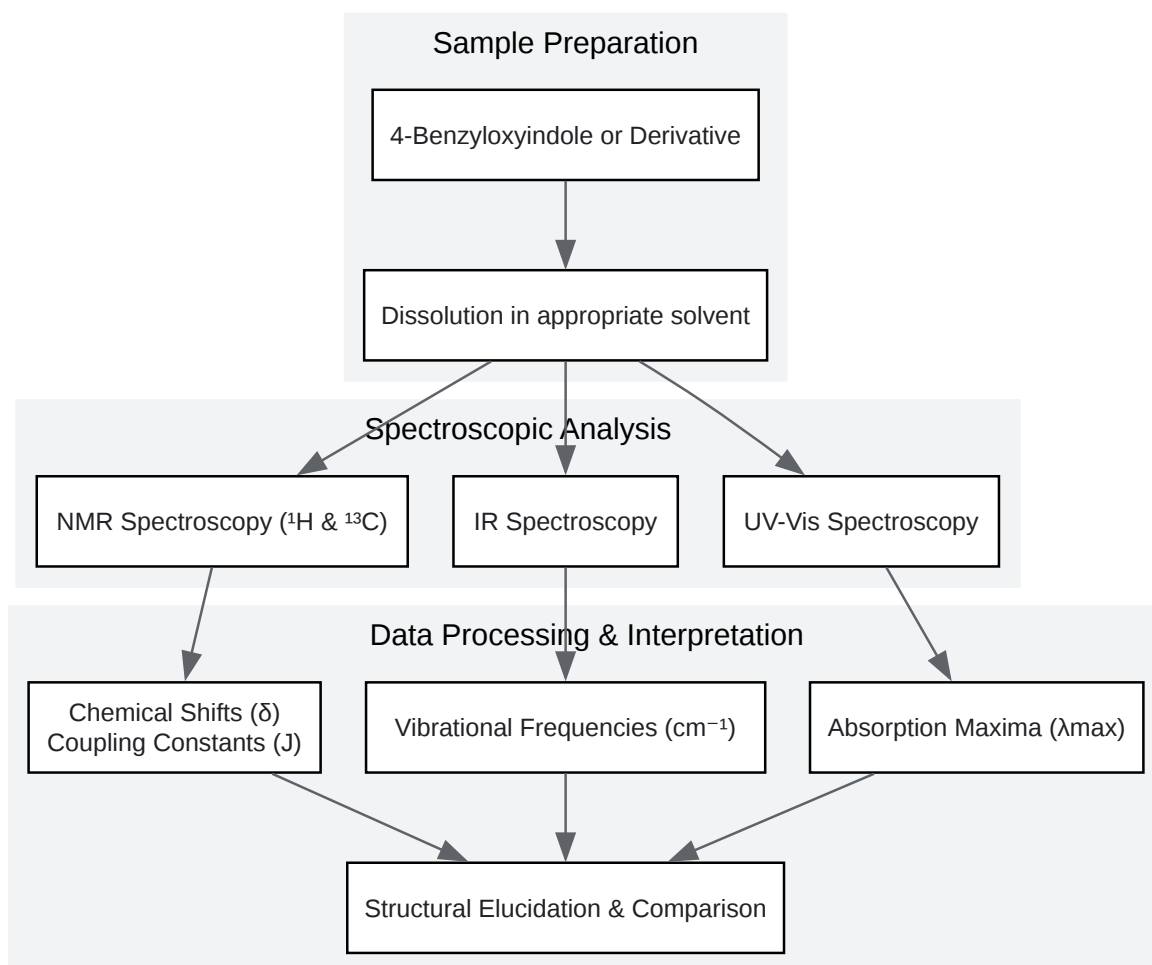 Sample Preparation
4-Benzyloxyindole or Derivative
Dissolution in appropriate solvent
Spectroscopic Analysis
NMR Spectroscopy (¹H & ¹³C)
IR Spectroscopy
UV-Vis Spectroscopy
Data Processing & Interpretation
Chemical Shifts (δ)
Coupling Constants (J)
Vibrational Frequencies (cm⁻¹)
Absorption Maxima (λmax)
Structural Elucidation & Comparison